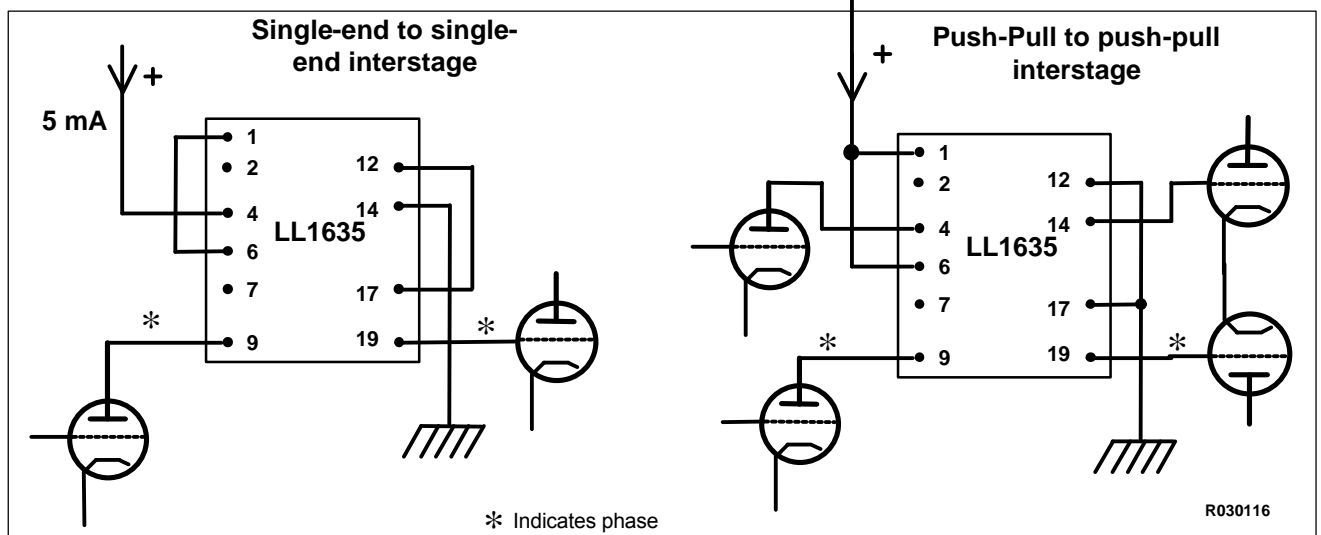 Single-end to single-
end interstage
+
5 mA
1
2
4
6
7
9
12
14
17
19
LL1635
*
*
Push-Pull to push-pull
interstage
+
1
2
4
6
7
9
12
14
17
19
LL1635
*
*
* Indicates phase
R030116